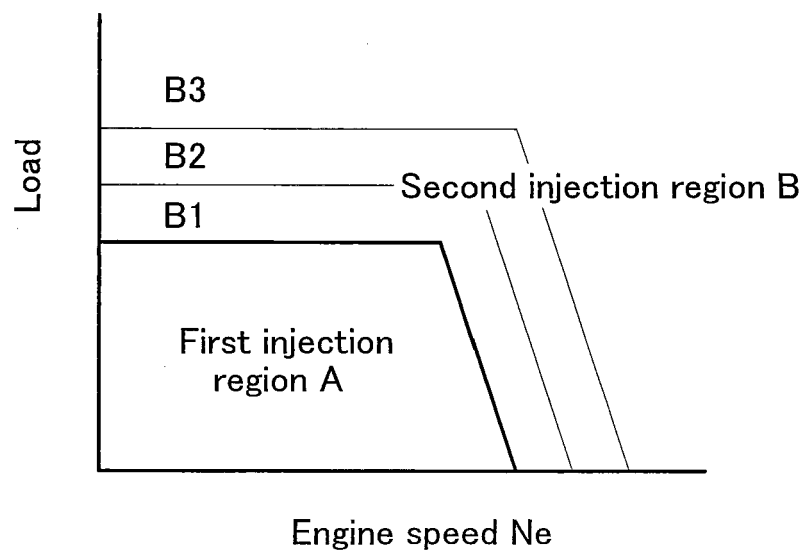 B3
B2
Second injection region B
B1
Load
First injection
region A
Engine speed Ne